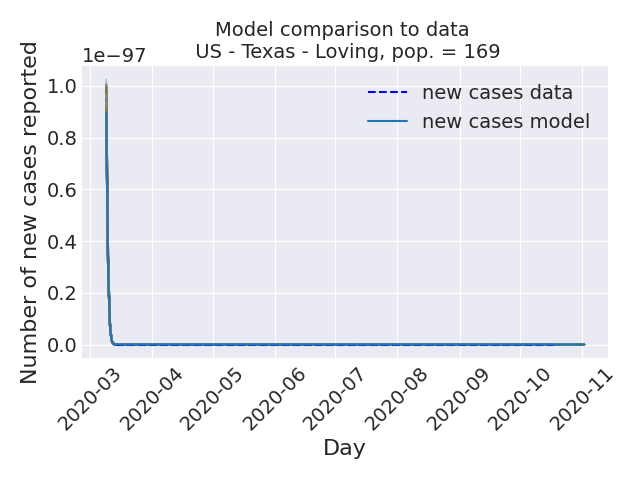 Model comparison to data
US - Texas - Loving, pop. = 169
1e−97
new cases data
new cases model
Number of new cases reported
1.0
0.8
0.6
0.4
0.2
0.0
2020-03
2020-04
2020-05
2020-06
2020-07
2020-08
2020-09
2020-10
2020-11
Day